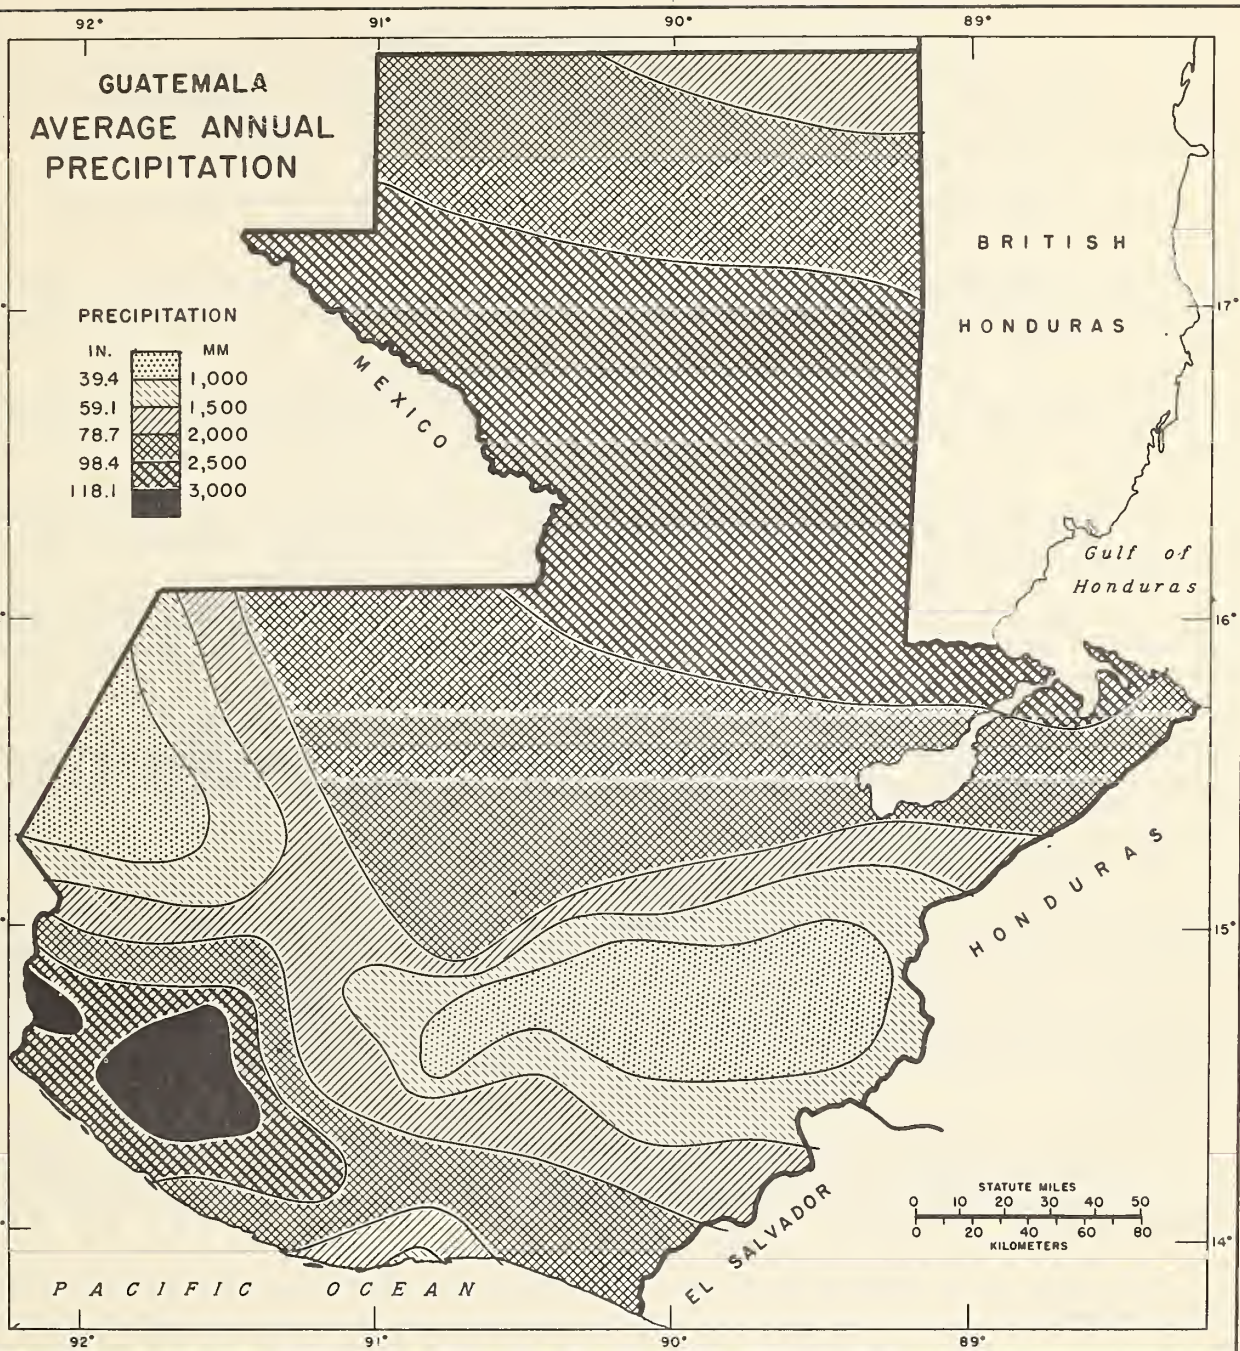 92° 91° 90° 89°
GUATEMALA
AVERAGE ANNUAL
PRECIPITATION
BRITISH
HONDURAS
17°
PRECIPITATION
IN. MM
39.4 1,000
59.1 1,500
78.7 2,000
98.4 2,500
118.1 3,000
MEXICO
Gulf of
Honduras
16°
HONDURAS
15°
STATUTE MILES
0 10 20 30 40 50
0 20 40 60 80
KILOMETERS
14°
EL SALVADOR
PACIFIC OCEAN
92° 91° 90° 89°